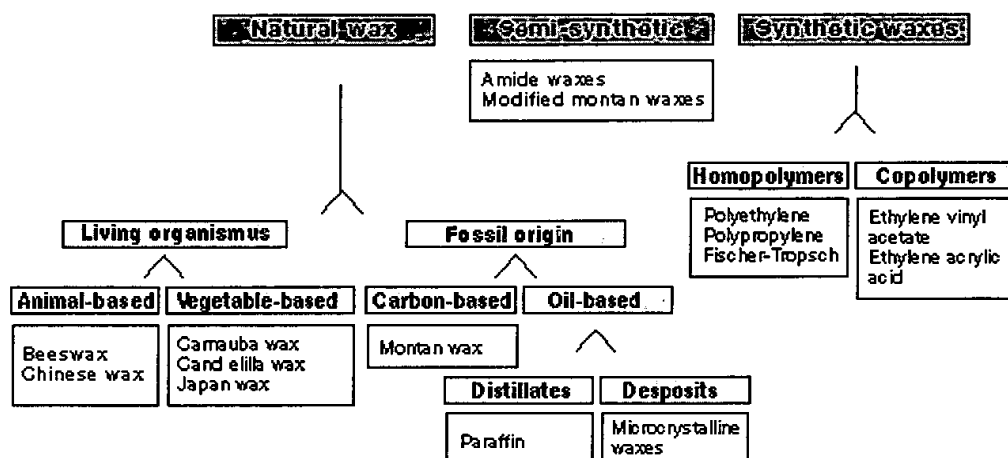 Natural wax
Semi-synthetic
Synthetic waxes
Amide waxes
Modified montan waxes
Homopolymers
Copolymers
Polyethylene
Polypropylene
Fischer-Tropsch
Ethylene vinyl
acetate
Ethylene acrylic
acid
Living organismus
Fossil origin
Animal-based
Vegetable-based
Carbon-based
Oil-based
Beeswax
Chinese wax
Carnauba wax
Cand elilla wax
Japan wax
Montan wax
Distillates
Desposits
Paraffin
Microcrystalline
waxes